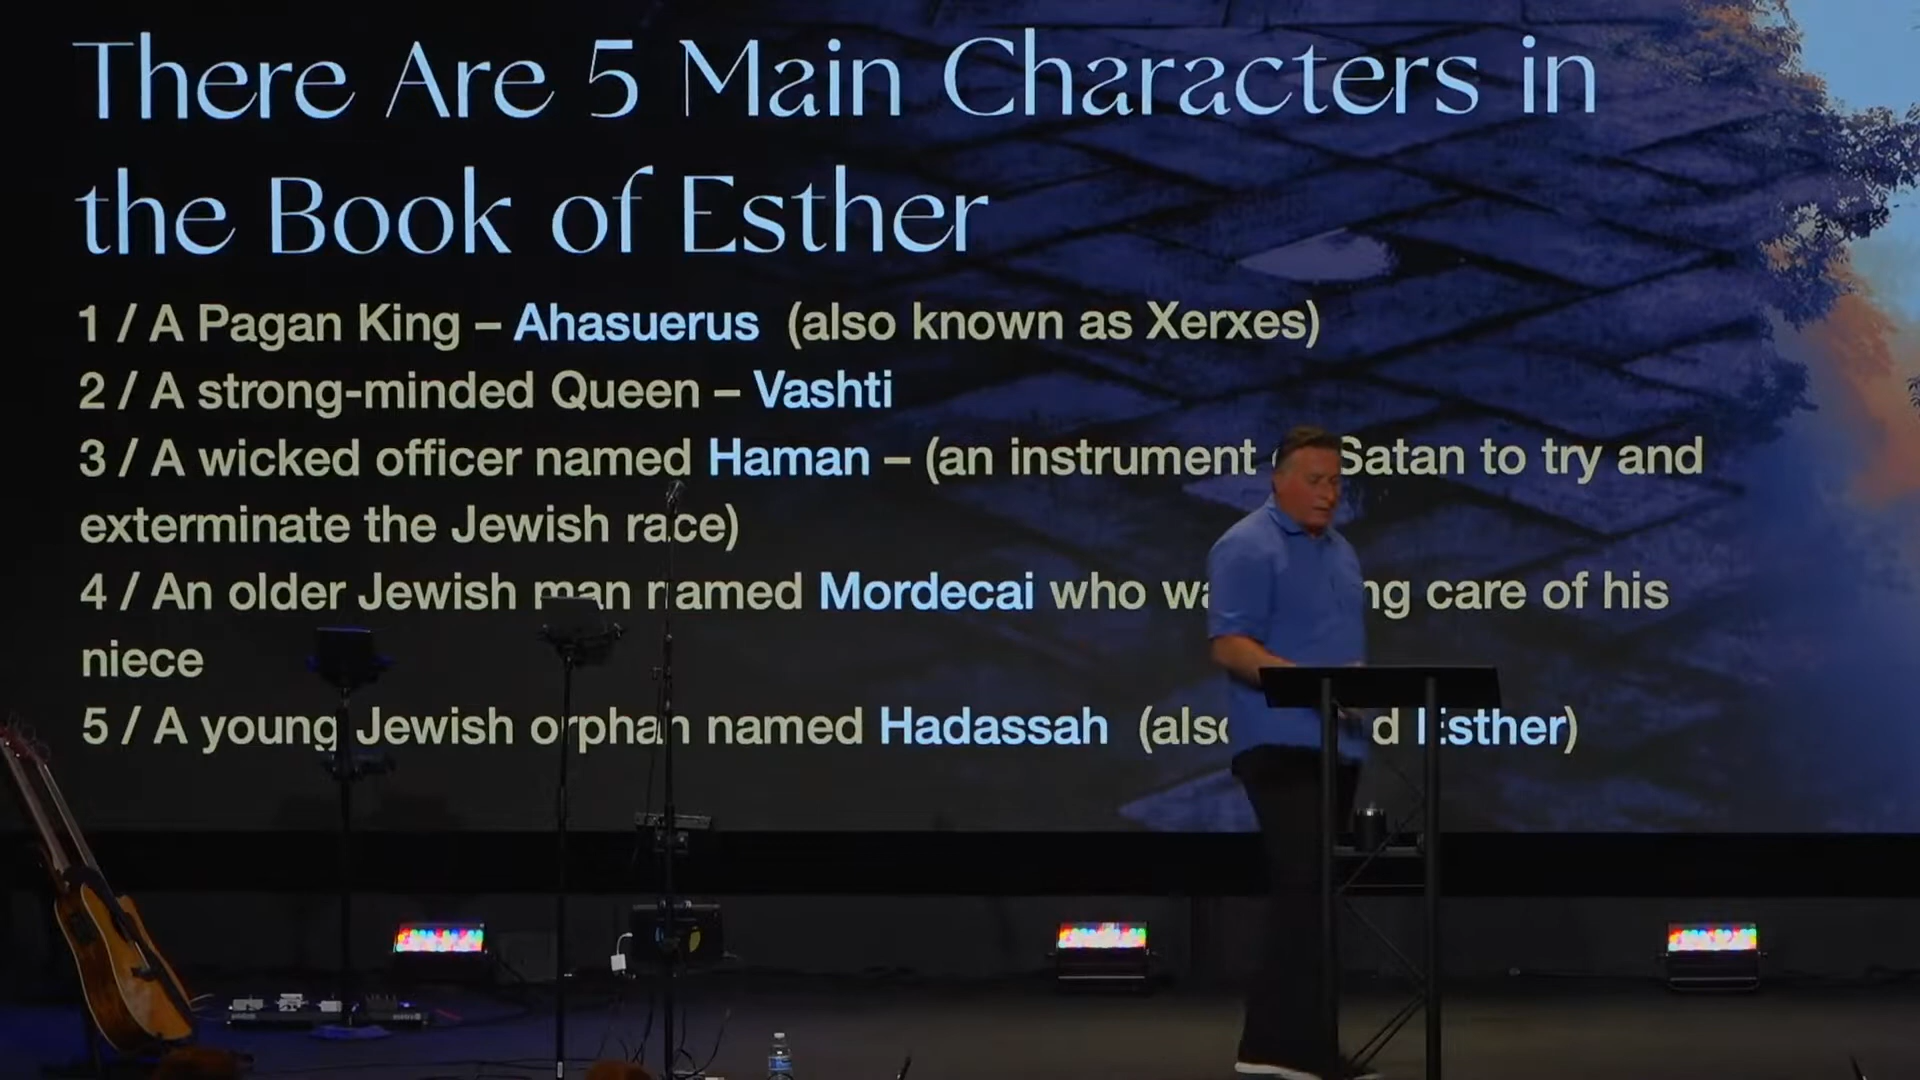 There Are 5 Main Characters in
the Book of Esther
1 / A Pagan King – Ahasuerus (also known as Xerxes)
2 / A strong-minded Queen – Vashti
3 / A wicked officer named Haman – (an instrument Satan to try and
exterminate the Jewish race)
4 / An older Jewish man named Mordecai who care of his
niece
5 / A young Jewish orphan named Hadassah (also Esther)